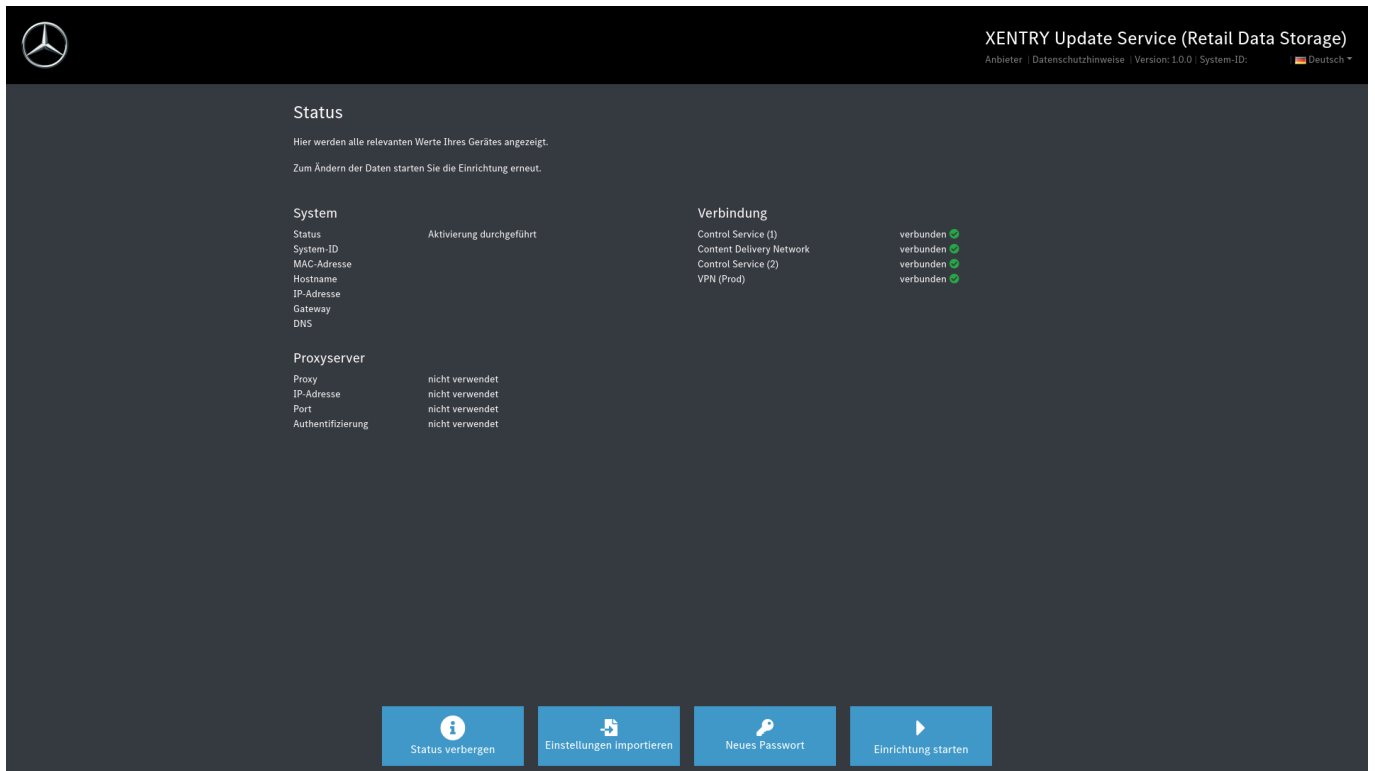 XENTRY Update Service (Retail Data Storage)
Anbieter | Datenschutzhinweise | Version: 1.0.0 | System-ID: | Deutsch
Status
Hier werden alle relevanten Werte Ihres Gerätes angezeigt.
Zum Ändern der Daten starten Sie die Einrichtung erneut.
System
Status Aktivierung durchgeführt
System-ID
MAC-Adresse
Hostname
IP-Adresse
Gateway
DNS
Proxyserver
Proxy nicht verwendet
IP-Adresse nicht verwendet
Port nicht verwendet
Authentifizierung nicht verwendet
Verbindung
Control Service (1) verbunden
Content Delivery Network verbunden
Control Service (2) verbunden
VPN (Prod) verbunden
Status verbergen
Einstellungen importieren
Neues Passwort
Einrichtung starten